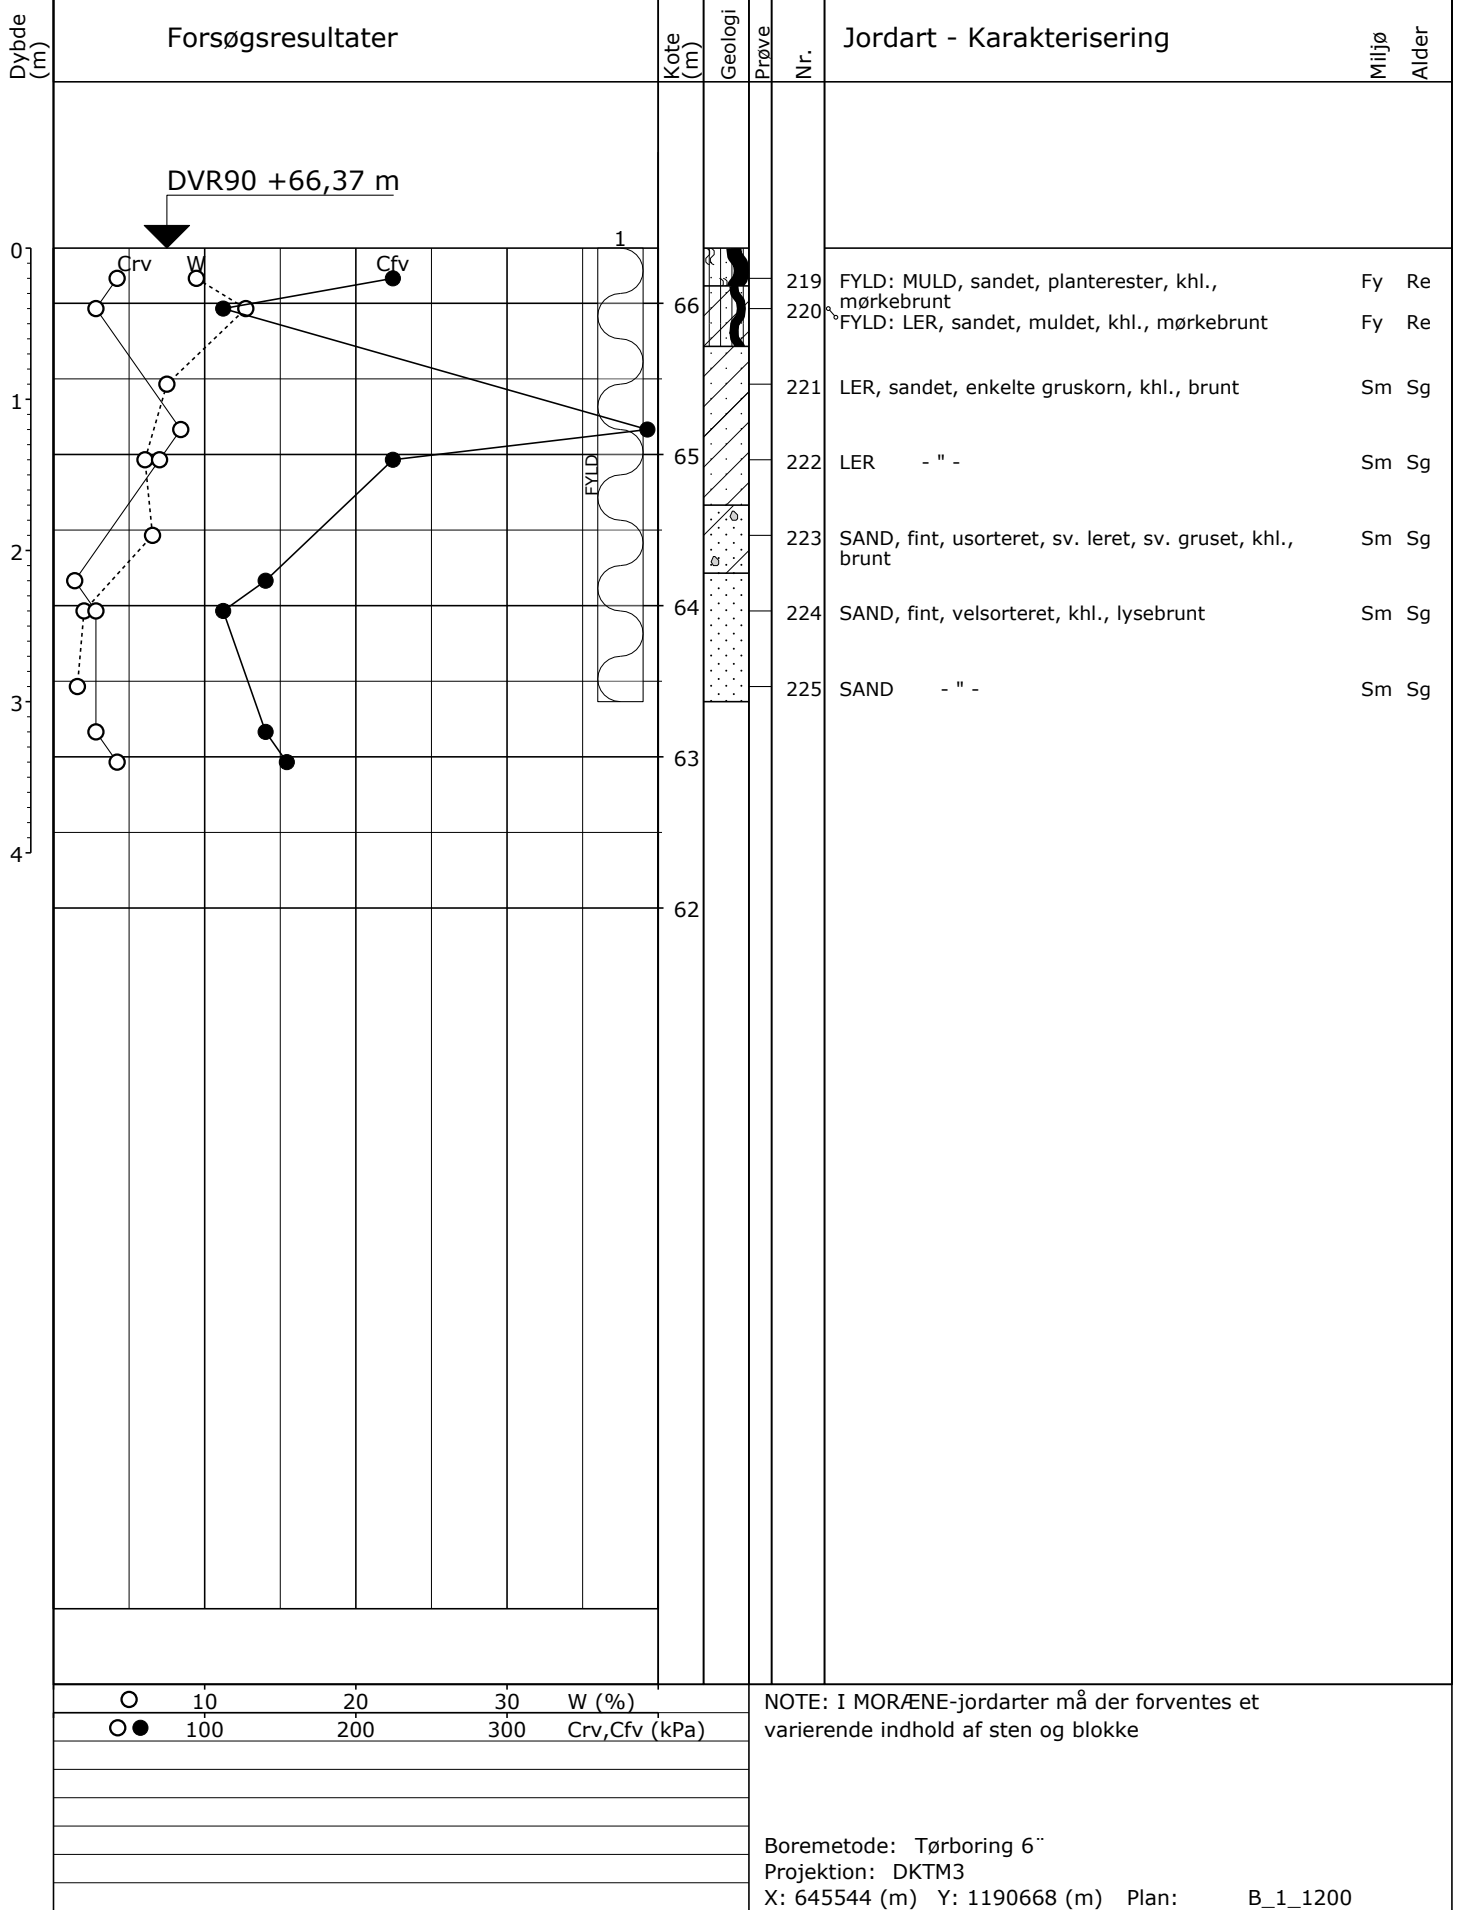 Dybde (m)
Forsøgsresultater
Kote (m)
Geologi
Prøve
Nr.
Jordart - Karakterisering
Miljø
Alder
DVR90 +66,37 m
0
1
2
3
4
Crv
W
Cfv
1
FYLD
66
65
64
63
62
219 FYLD: MULD, sandet, planterester, khl., Fy Re
mørkebrunt
220 FYLD: LER, sandet, muldet, khl., mørkebrunt Fy Re
221 LER, sandet, enkelte gruskorn, khl., brunt Sm Sg
222 LER - " - Sm Sg
223 SAND, fint, usorteret, sv. leret, sv. gruset, khl., Sm Sg
brunt
224 SAND, fint, velsorteret, khl., lysebrunt Sm Sg
225 SAND - " - Sm Sg
10 20 30 W (%)
100 200 300 Crv,Cfv (kPa)
NOTE: I MORÆNE-jordarter må der forventes et
varierende indhold af sten og blokke
Boremetode: Tørboring 6¨
Projektion: DKTM3
X: 645544 (m) Y: 1190668 (m) Plan: B_1_1200